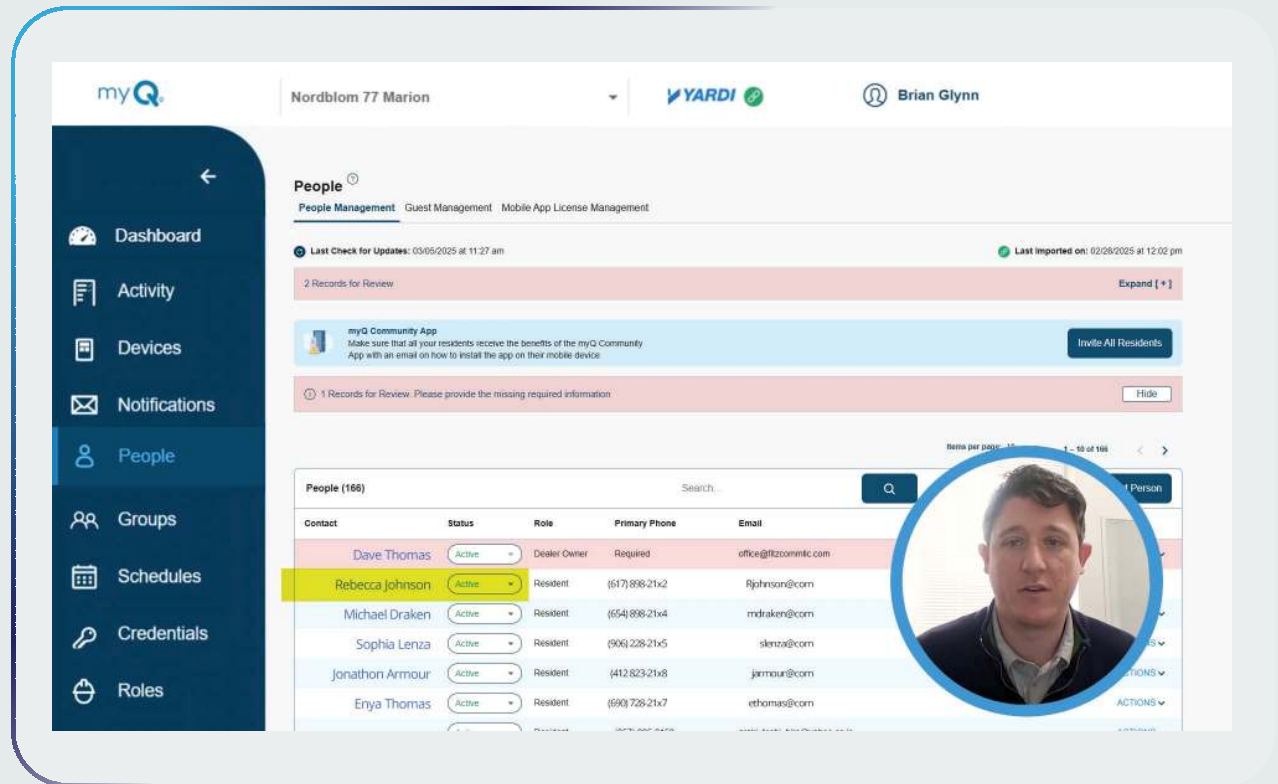 myQ
Nordblom 77 Marion
YARDI
Brian Glynn
Dashboard
Activity
Devices
Notifications
People
Groups
Schedules
Credentials
Roles
People
People Management Guest Management Mobile App License Management
Last Check for Updates: 03/05/2025 at 11:27 am
Last Imported on: 02/28/2025 at 12:02 pm
2 Records for Review Expand [ + ]
myQ Community App
Make sure that all your residents receive the benefits of the myQ Community
App with an email on how to install the app on their mobile device
Invite All Residents
1 Records for Review. Please provide the missing required information Hide
Items per page: 1 – 10 of 166
People (166) Search... Person
Contact Status Role Primary Phone Email
Dave Thomas Active Dealer Owner Required office@fitzcommllc.com
Rebecca Johnson Active Resident (617) 898-21x2 Rjohnson@com
Michael Draken Active Resident (654) 898-21x4 mdraken@com
Sophia Lenza Active Resident (906) 228-21x5 slenza@com
Jonathon Armour Active Resident (412 823-21x8 jarmour@com
Enya Thomas Active Resident (690) 728-21x7 ethomas@com ACTIONS